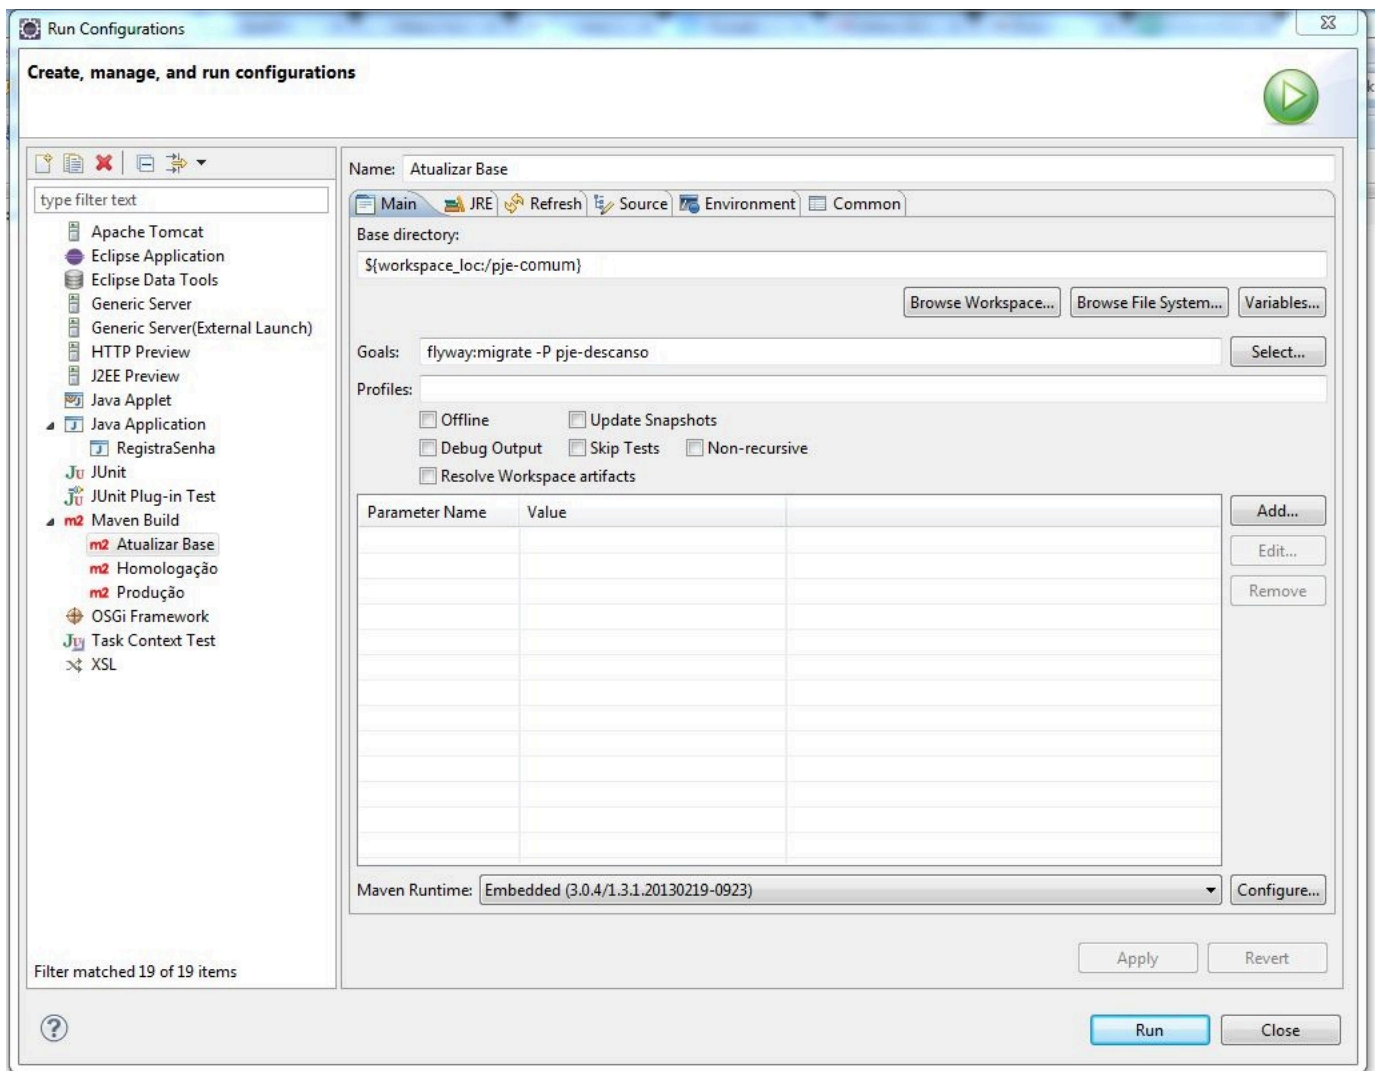 Run Configurations
Create, manage, and run configurations
type filter text
Apache Tomcat
Eclipse Application
Eclipse Data Tools
Generic Server
Generic Server(External Launch)
HTTP Preview
J2EE Preview
Java Applet
Java Application
RegistraSenha
JUnit
JUnit Plug-in Test
m2 Maven Build
m2 Atualizar Base
m2 Homologação
m2 Produção
OSGi Framework
Task Context Test
XSL
Filter matched 19 of 19 items
Name: Atualizar Base
Main JRE Refresh Source Environment Common
Base directory:
${workspace_loc:/pje-comum}
Browse Workspace... Browse File System... Variables...
Goals: flyway:migrate -P pje-descanso Select...
Profiles:
Offline Update Snapshots
Debug Output Skip Tests Non-recursive
Resolve Workspace artifacts
Parameter Name Value Add...
Edit...
Remove
Maven Runtime: Embedded (3.0.4/1.3.1.20130219-0923) Configure...
Apply Revert
Run Close